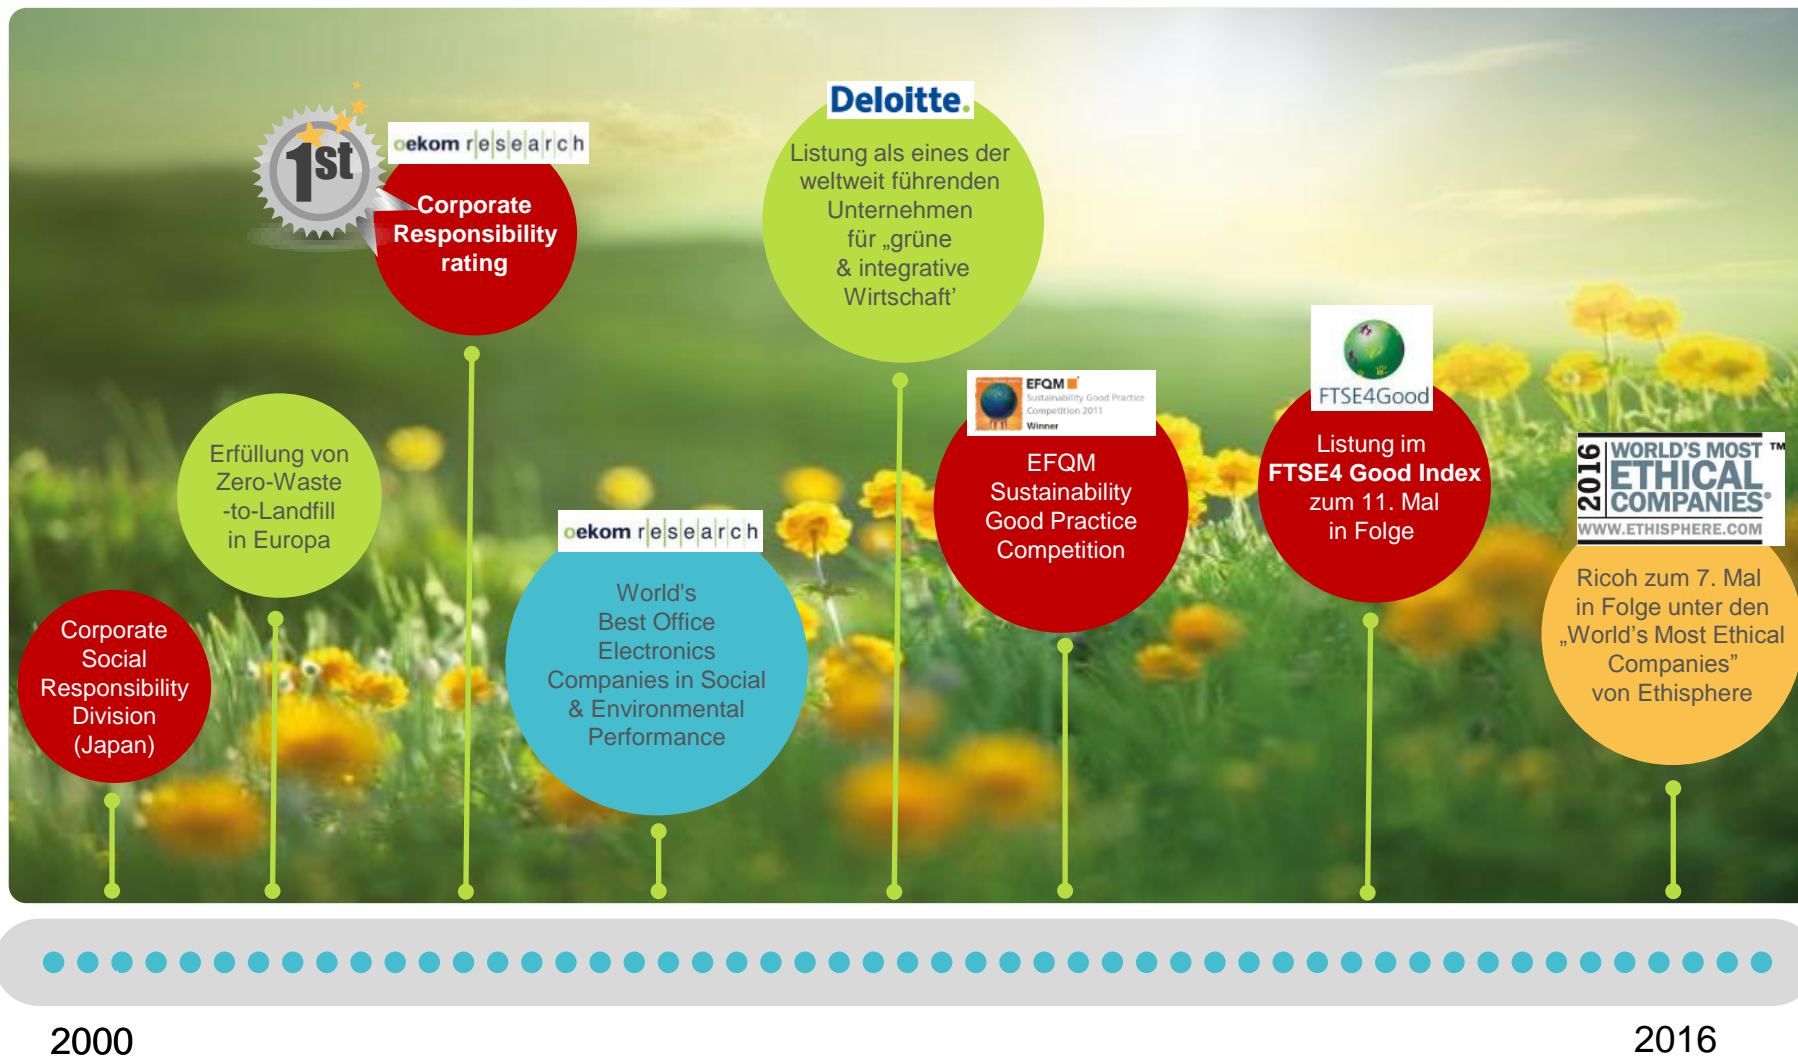 1st
oekom research
Corporate
Responsibility
rating
Deloitte.
Listung als eines der
weltweit führenden
Unternehmen
für „grüne
& integrative
Wirtschaft’
Erfüllung von
Zero-Waste
-to-Landfill
in Europa
Corporate
Social
Responsibility
Division
(Japan)
oekom research
World's
Best Office
Electronics
Companies in Social
& Environmental
Performance
EFQM
Sustainability Good Practice
Competition 2011
Winner
EFQM
Sustainability
Good Practice
Competition
FTSE4Good
Listung im
FTSE4 Good Index
zum 11. Mal
in Folge
2016
WORLD'S MOST ™
ETHICAL
COMPANIES®
WWW.ETHISPHERE.COM
Ricoh zum 7. Mal
in Folge unter den
„World’s Most Ethical
Companies”
von Ethisphere
2000
2016